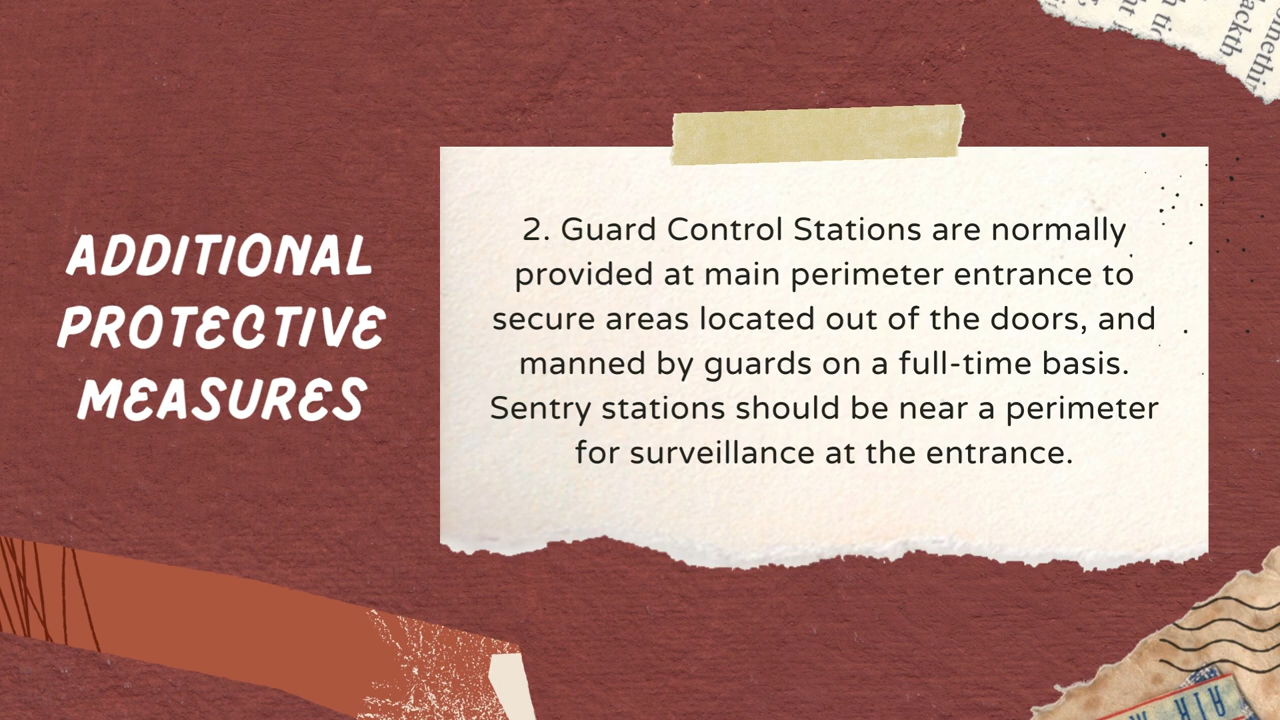 ADDITIONAL
PROTECTIVE
MEASURES
2. Guard Control Stations are normally
provided at main perimeter entrance to
secure areas located out of the doors, and
manned by guards on a full-time basis.
Sentry stations should be near a perimeter
for surveillance at the entrance.
ackth
AIR